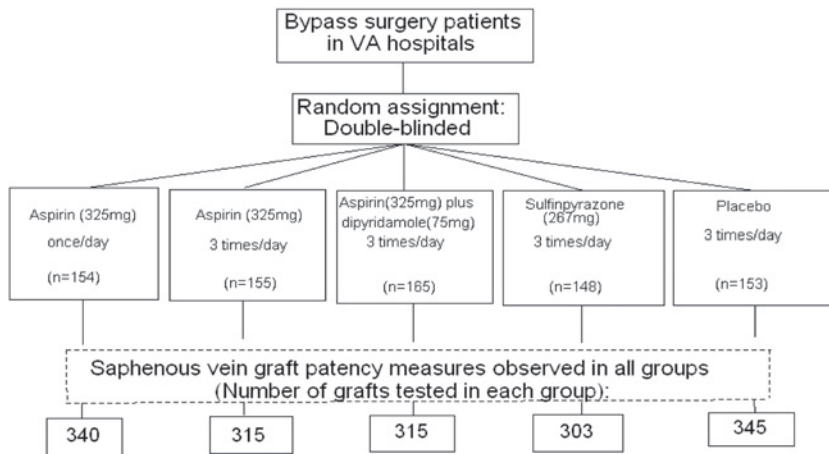 Bypass surgery patients
in VA hospitals
Random assignment:
Double-blinded
Aspirin (325mg)
once/day
(n=154)
Aspirin (325mg)
3 times/day
(n=155)
Aspirin(325mg) plus
dipyridamole(75mg)
3 times/day
(n=165)
Sulfinpyrazone
(267mg)
3 times/day
(n=148)
Placebo
3 times/day
(n=153)
Saphenous vein graft patency measures observed in all groups
(Number of grafts tested in each group):
340
315
315
303
345